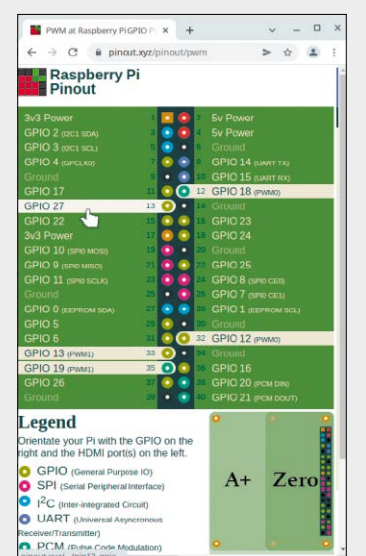 PWM at Raspberry Pi GPIO P
pinout.xyz/pinout/pwm
Raspberry Pi
Pinout
3v3 Power 1 2 5v Power
GPIO 2 (I2C1 SDA) 3 4 5v Power
GPIO 3 (I2C1 SCL) 5 6 Ground
GPIO 4 (GPCLK0) 7 8 GPIO 14 (UART TX)
Ground 9 10 GPIO 15 (UART RX)
GPIO 17 11 12 GPIO 18 (PWM0)
GPIO 27 13 14 Ground
GPIO 22 15 16 GPIO 23
3v3 Power 17 18 GPIO 24
GPIO 10 (SPI0 MOSI) 19 20 Ground
GPIO 9 (SPI0 MISO) 21 22 GPIO 25
GPIO 11 (SPI0 SCLK) 23 24 GPIO 8 (SPI0 CE0)
Ground 25 26 GPIO 7 (SPI0 CE1)
GPIO 0 (EEPROM SDA) 27 28 GPIO 1 (EEPROM SCL)
GPIO 5 29 30 Ground
GPIO 6 31 32 GPIO 12 (PWM0)
GPIO 13 (PWM1) 33 34 Ground
GPIO 19 (PWM1) 35 36 GPIO 16
GPIO 26 37 38 GPIO 20 (PCM DIN)
Ground 39 40 GPIO 21 (PCM DOUT)
Legend
Orientate your Pi with the GPIO on the
right and the HDMI port(s) on the left.
GPIO (General Purpose IO)
SPI (Serial Peripheral Interface)
I²C (Inter-integrated Circuit)
UART (Universal Asyncronous
Receiver/Transmitter)
PCM (Pulse Code Modulation)
A+ Zero